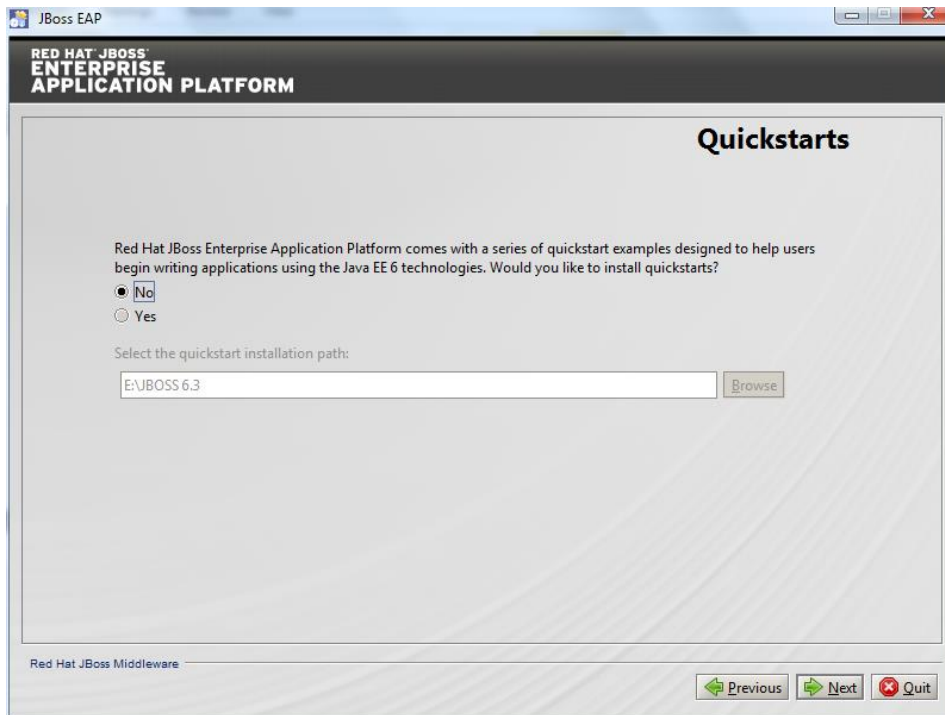 JBoss EAP
RED HAT JBOSS
ENTERPRISE
APPLICATION PLATFORM
Quickstarts
Red Hat JBoss Enterprise Application Platform comes with a series of quickstart examples designed to help users
begin writing applications using the Java EE 6 technologies. Would you like to install quickstarts?
No
Yes
Select the quickstart installation path:
E:\JBOSS 6.3 Browse
Red Hat JBoss Middleware
Previous Next Quit